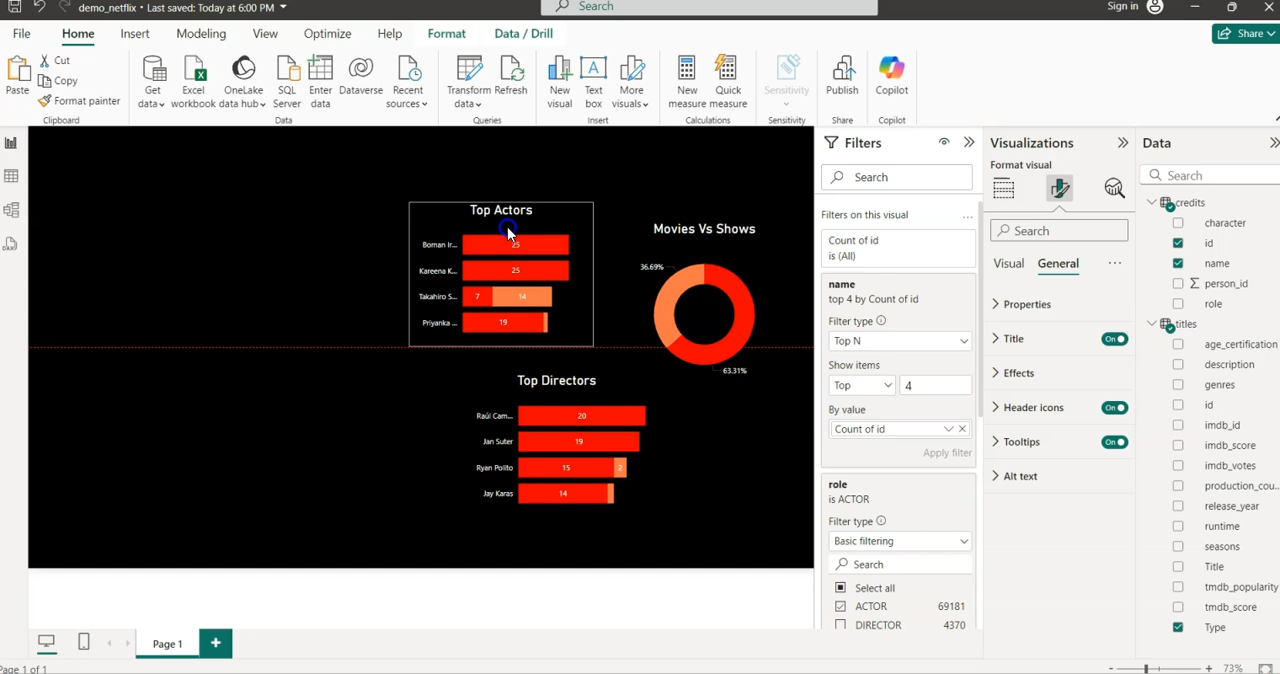 demo_netflix • Last saved: Today at 6:00 PM
Search
Sign in
File Home Insert Modeling View Optimize Help Format Data / Drill
Share
Paste
Cut
Copy
Format painter
Clipboard
Get data
Excel workbook
OneLake data hub
SQL Server
Enter data
Dataverse
Recent sources
Data
Transform data
Refresh
Queries
New visual
Text box
More visuals
Insert
New measure
Quick measure
Calculations
Sensitivity
Sensitivity
Publish
Share
Copilot
Copilot
Top Actors
Boman Ir... 25
Kareena K... 25
Takahiro S... 7 14
Priyanka ... 19
Movies Vs Shows
36.69%
63.31%
Top Directors
Raúl Cam... 20
Jan Suter 19
Ryan Polito 15 2
Jay Karas 14
Filters
Search
Filters on this visual ...
Count of id
is (All)
name
top 4 by Count of id
Filter type
Top N
Show items
Top 4
By value
Count of id
Apply filter
role
is ACTOR
Filter type
Basic filtering
Search
Select all
ACTOR 69181
DIRECTOR 4370
Visualizations
Format visual
Search
Visual General ...
Properties
Title On
Effects
Header icons On
Tooltips On
Alt text
Data
Search
credits
character
id
name
person_id
role
titles
age_certification
description
genres
id
imdb_id
imdb_score
imdb_votes
production_cou...
release_year
runtime
seasons
Title
tmdb_popularity
tmdb_score
Type
Page 1
Page 1 of 1
73%